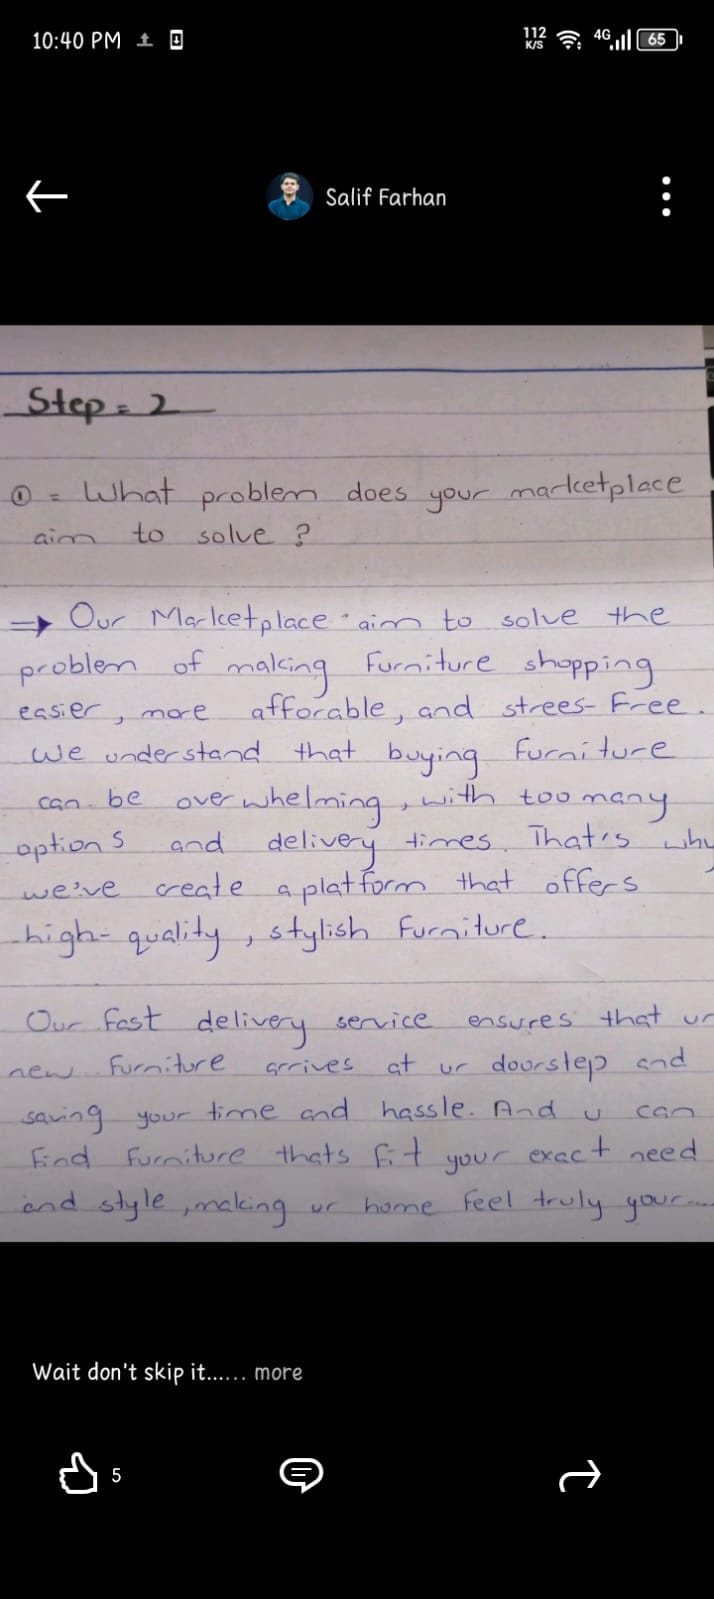 10:40 PM
112 K/S 4G 65
Salif Farhan
Step = 2
① = What problem does your marketplace
aim to solve ?
⇒ Our Marketplace aim to solve the
problem of making furniture shopping
easier, more afforable, and strees-free.
we understand that buying furniture
can be overwhelming, with too many
options and delivery times. That's why
we've create a platform that offers
high-quality, stylish furniture.
Our fast delivery service ensures that ur
new furniture arrives at ur doorstep and
saving your time and hassle. And u can
find furniture thats fit your exact need
and style, making ur home feel truly your....
Wait don't skip it...... more
5